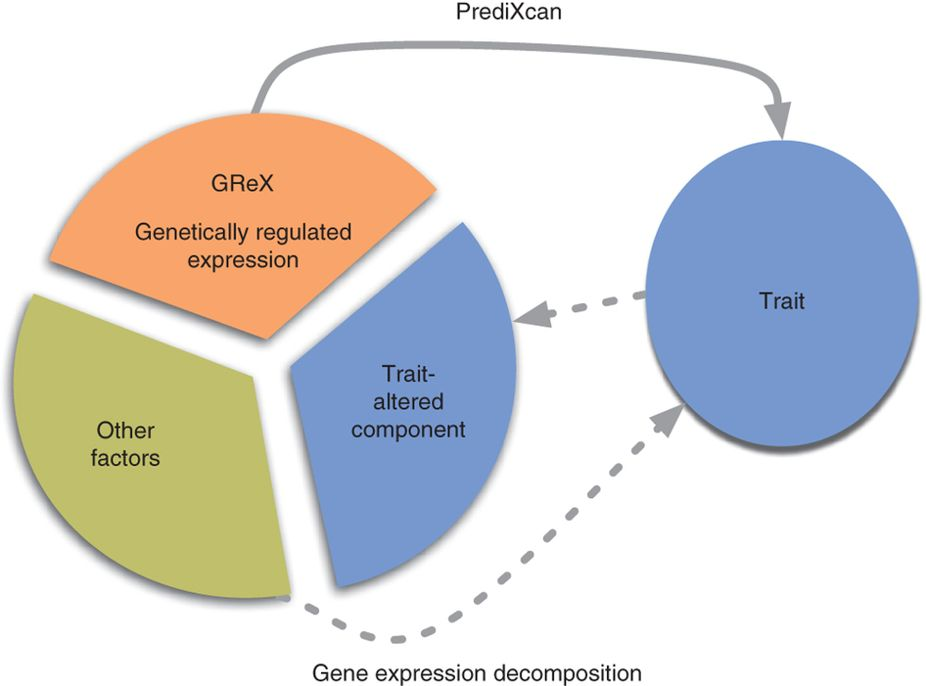 PrediXcan
GReX
Genetically regulated
expression
Trait
Trait-
altered
component
Other
factors
Gene expression decomposition